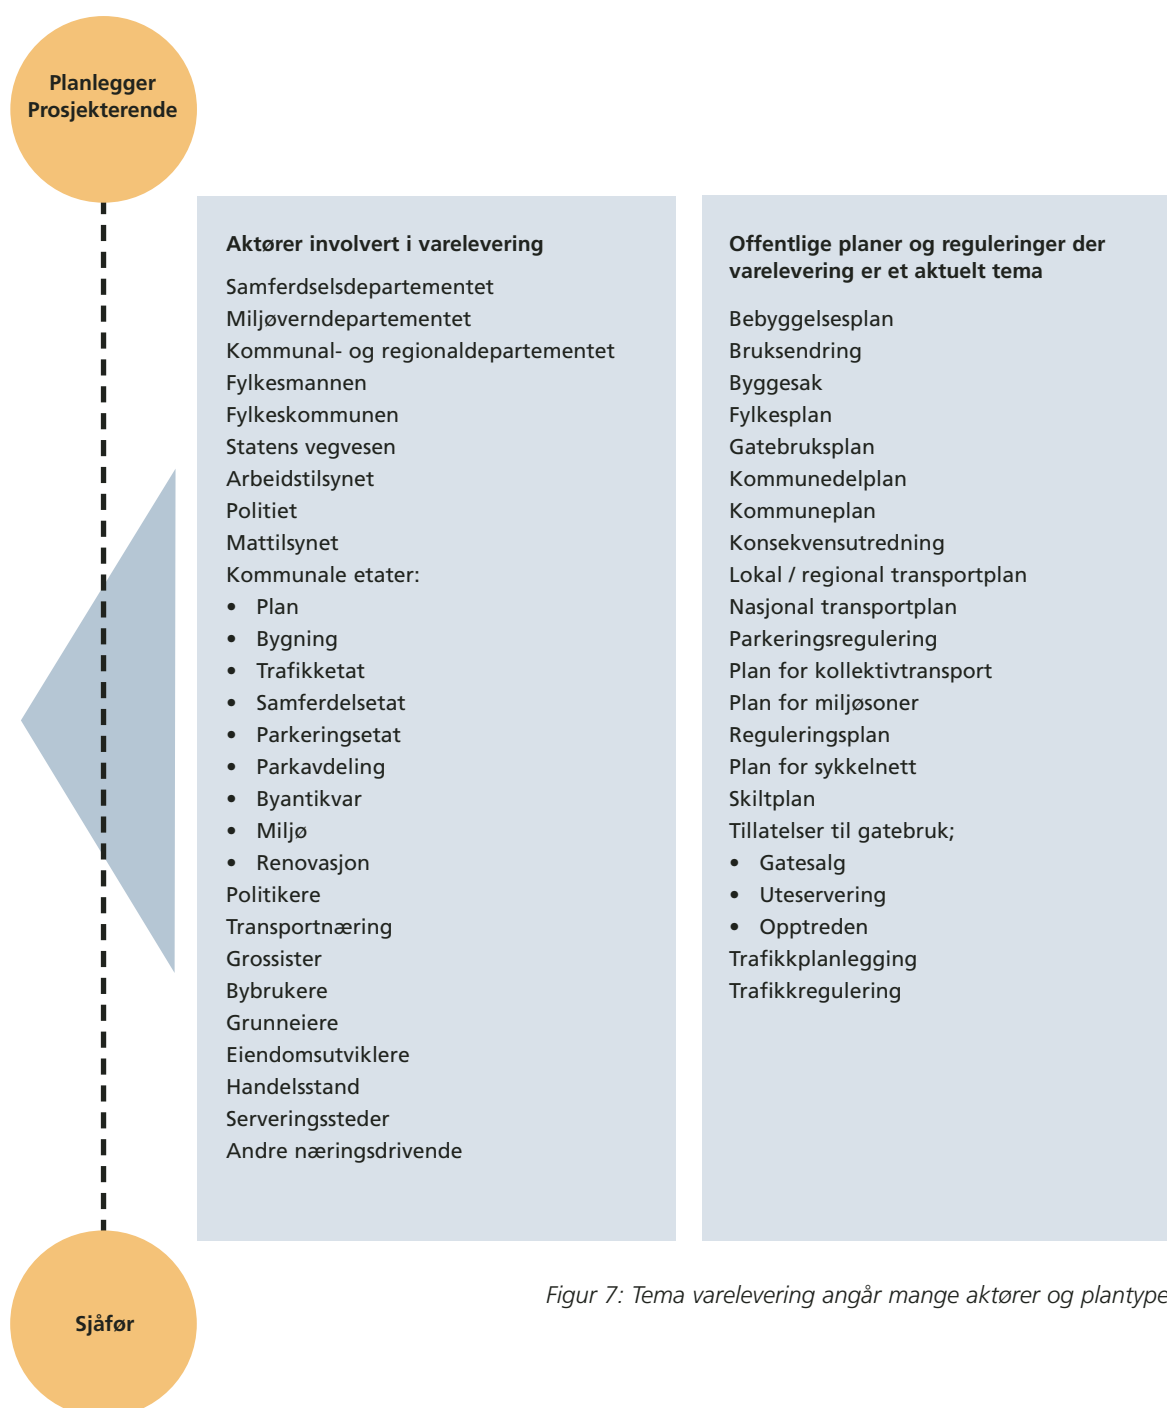 Planlegger
Prosjekterende
Aktører involvert i varelevering
Samferdselsdepartementet
Miljøverndepartementet
Kommunal- og regionaldepartementet
Fylkesmannen
Fylkeskommunen
Statens vegvesen
Arbeidstilsynet
Politiet
Mattilsynet
Kommunale etater:
• Plan
• Bygning
• Trafikketat
• Samferdelsetat
• Parkeringsetat
• Parkavdeling
• Byantikvar
• Miljø
• Renovasjon
Politikere
Transportnæring
Grossister
Bybrukere
Grunneiere
Eiendomsutviklere
Handelsstand
Serveringssteder
Andre næringsdrivende
Offentlige planer og reguleringer der
varelevering er et aktuelt tema
Bebyggelsesplan
Bruksendring
Byggesak
Fylkesplan
Gatebruksplan
Kommunedelplan
Kommuneplan
Konsekvensutredning
Lokal / regional transportplan
Nasjonal transportplan
Parkeringsregulering
Plan for kollektivtransport
Plan for miljøsoner
Reguleringsplan
Plan for sykkelnett
Skiltplan
Tillatelser til gatebruk;
• Gatesalg
• Uteservering
• Opptreden
Trafikkplanlegging
Trafikkregulering
Figur 7: Tema varelevering angår mange aktører og plantype
Sjåfør